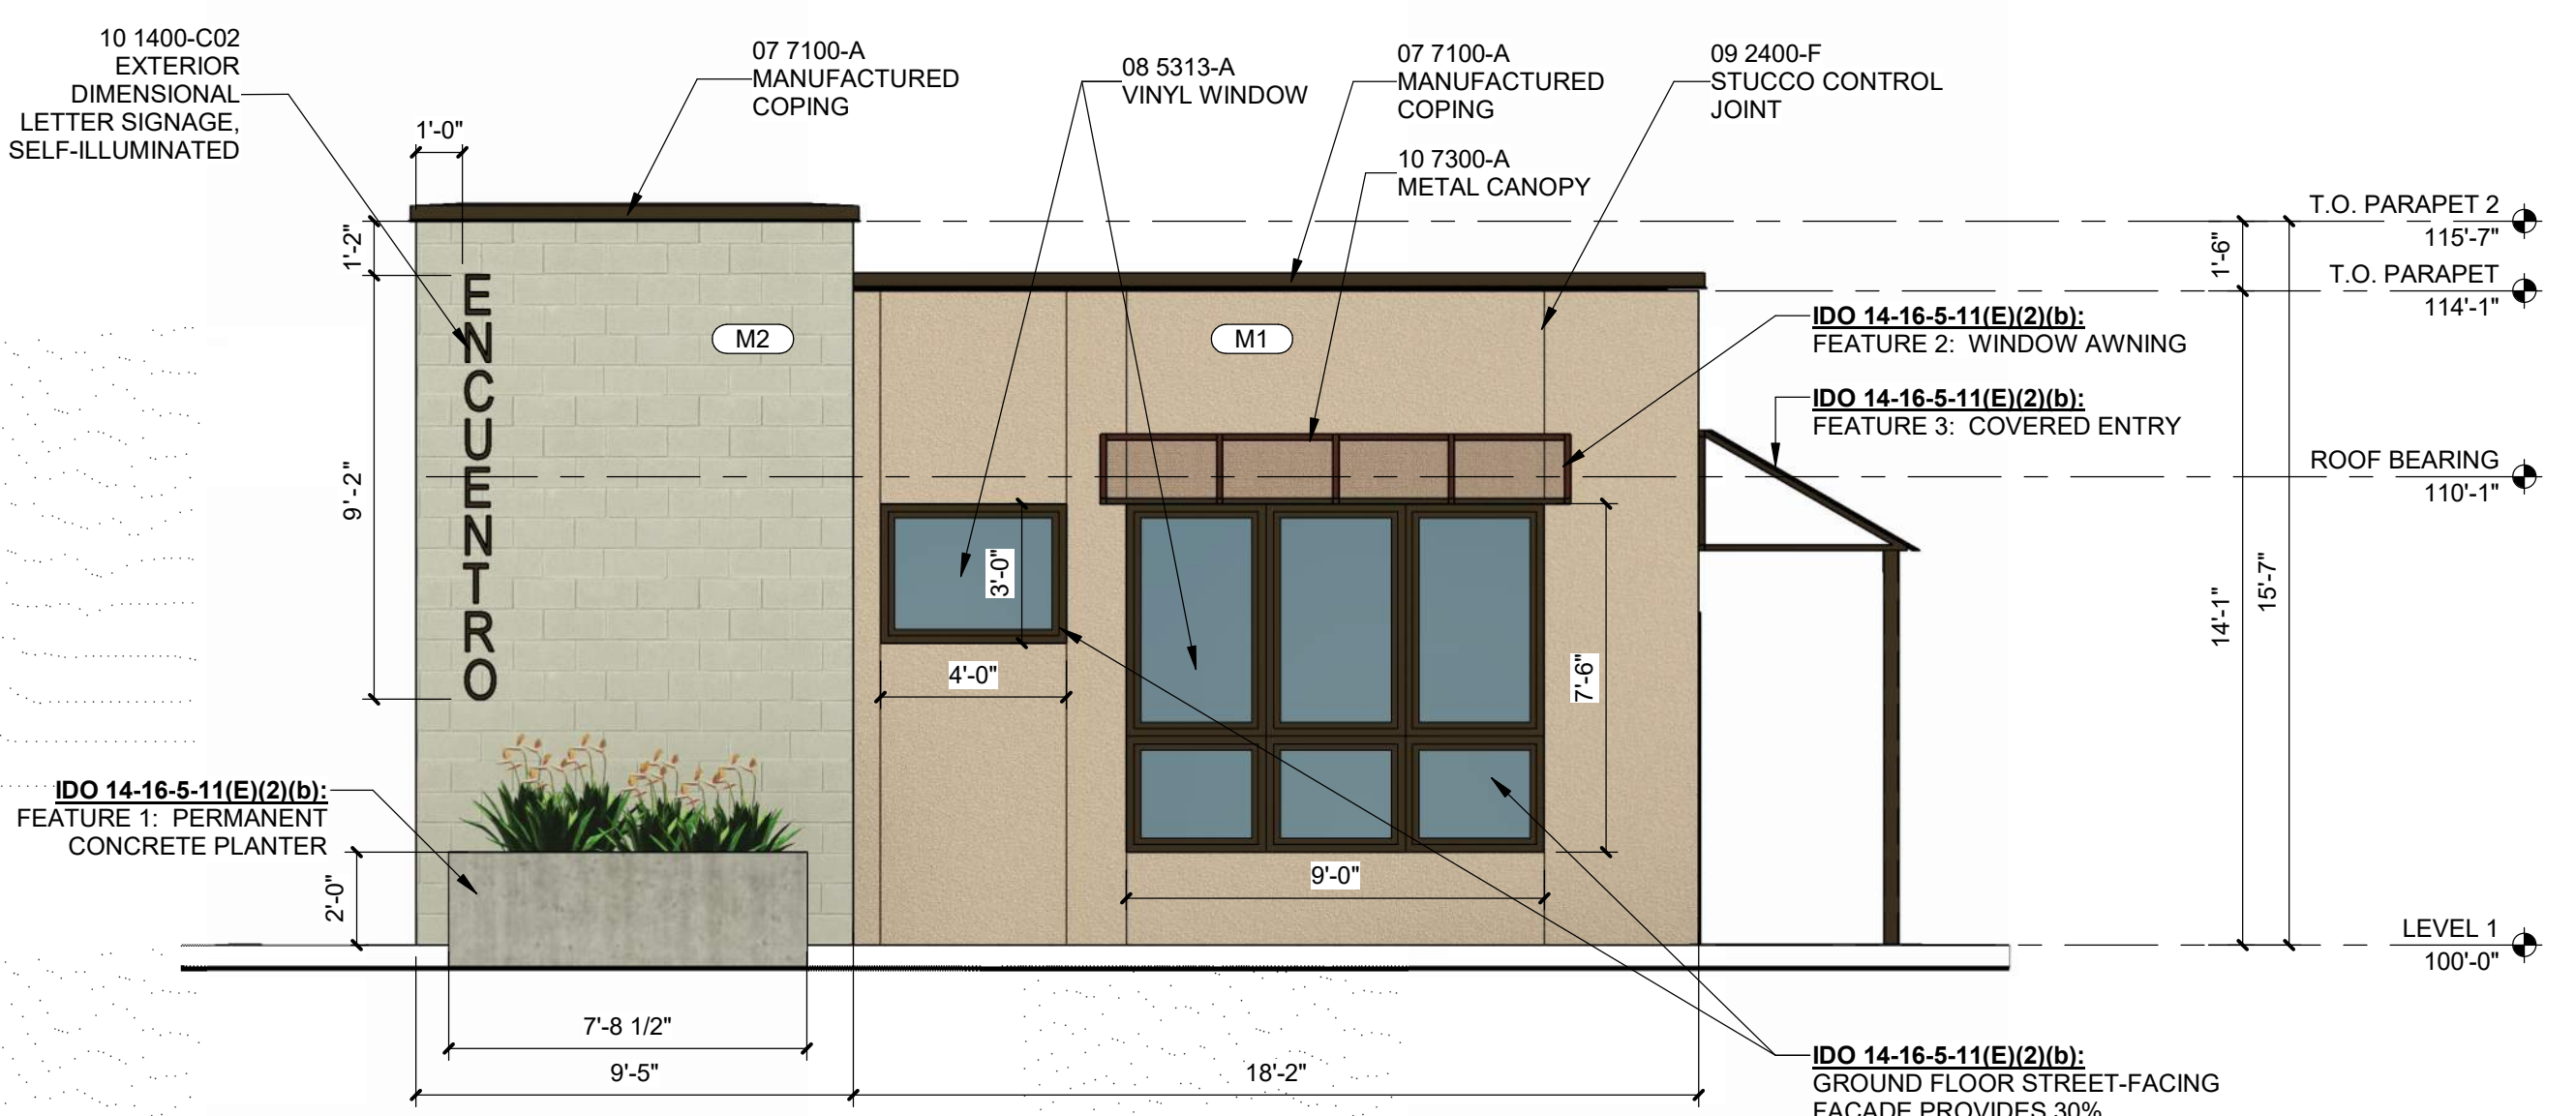 10 1400-C02
EXTERIOR
DIMENSIONAL
LETTER SIGNAGE,
SELF-ILLUMINATED
07 7100-A
MANUFACTURED
COPING
08 5313-A
VINYL WINDOW
07 7100-A
MANUFACTURED
COPING
09 2400-F
STUCCO CONTROL
JOINT
10 7300-A
METAL CANOPY
1'-0"
1'-2"
9'-2"
2'-0"
ENCUENTRO
M2
M1
3'-0"
4'-0"
7'-6"
9'-0"
T.O. PARAPET 2
115'-7"
1'-6"
T.O. PARAPET
114'-1"
IDO 14-16-5-11(E)(2)(b):
FEATURE 2: WINDOW AWNING
IDO 14-16-5-11(E)(2)(b):
FEATURE 3: COVERED ENTRY
ROOF BEARING
110'-1"
14'-1"
15'-7"
LEVEL 1
100'-0"
IDO 14-16-5-11(E)(2)(b):
FEATURE 1: PERMANENT
CONCRETE PLANTER
7'-8 1/2"
9'-5"
18'-2"
IDO 14-16-5-11(E)(2)(b):
GROUND FLOOR STREET-FACING
FACADE PROVIDES 30%